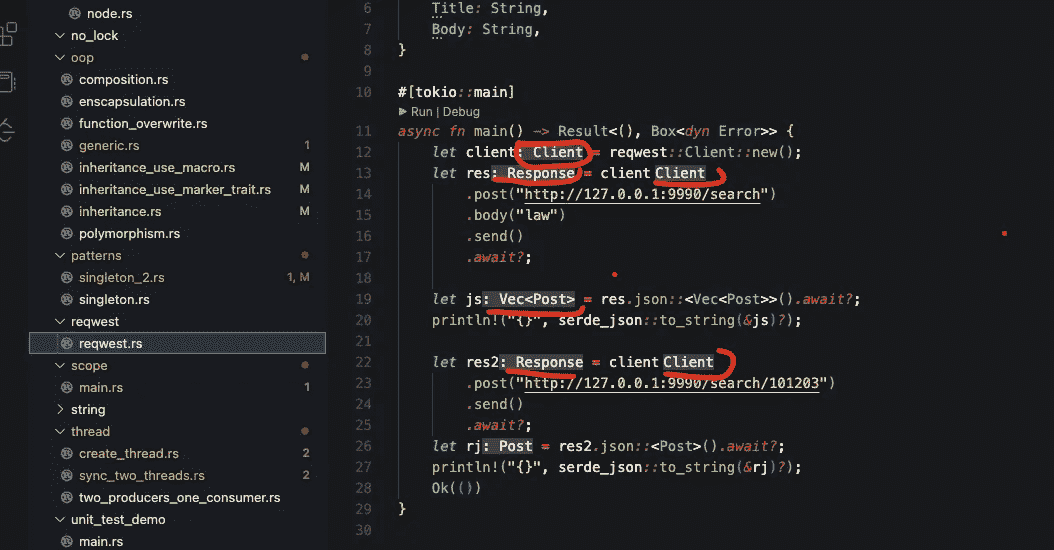 node.rs
no_lock
oop
composition.rs
enscapsulation.rs
function_overwrite.rs
generic.rs 1
inheritance_use_macro.rs M
inheritance_use_marker_trait.rs M
inheritance.rs M
polymorphism.rs
patterns
singleton_2.rs 1, M
singleton.rs
reqwest
reqwest.rs
scope
main.rs 1
string
thread
create_thread.rs 2
sync_two_threads.rs 2
two_producers_one_consumer.rs
unit_test_demo
main.rs
6 Title: String,
7 Body: String,
8 }
9
10 #[tokio::main]
Run | Debug
11 async fn main() -> Result<(), Box<dyn Error>> {
12 let client: Client = reqwest::Client::new();
13 let res: Response = client Client
14 .post("http://127.0.0.1:9990/search")
15 .body("law")
16 .send()
17 .await?;
18
19 let js: Vec<Post> = res.json::<Vec<Post>>().await?;
20 println!("{}", serde_json::to_string(&js)?);
21
22 let res2: Response = client Client
23 .post("http://127.0.0.1:9990/search/101203")
24 .send()
25 .await?;
26 let rj: Post = res2.json::<Post>().await?;
27 println!("{}", serde_json::to_string(&rj)?);
28 Ok(())
29 }
30